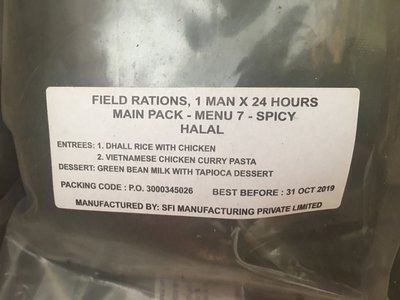 FIELD RATIONS, 1 MAN X 24 HOURS
MAIN PACK - MENU 7 - SPICY
HALAL
ENTREES: 1. DHALL RICE WITH CHICKEN
2. VIETNAMESE CHICKEN CURRY PASTA
DESSERT: GREEN BEAN MILK WITH TAPIOCA DESSERT
PACKING CODE : P.O. 3000345026 BEST BEFORE : 31 OCT 2019
MANUFACTURED BY: SFI MANUFACTURING PRIVATE LIMITED